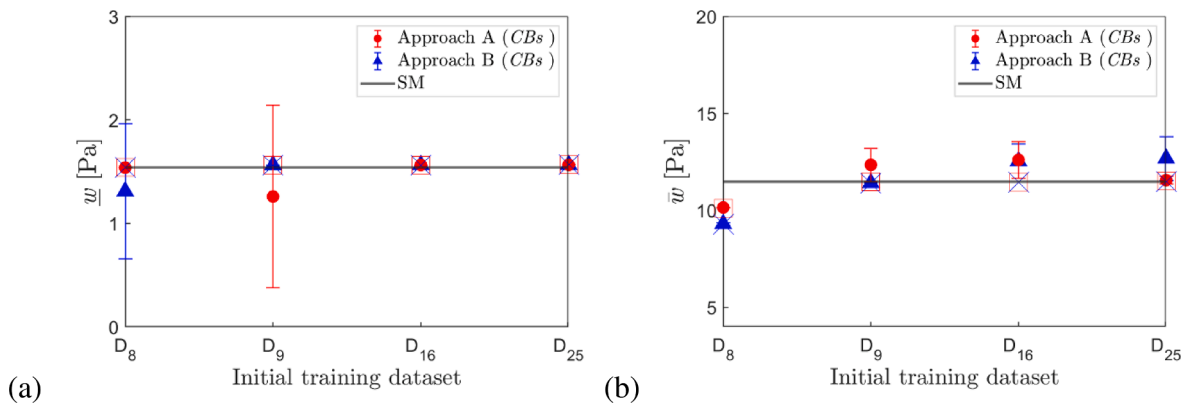 3
2
1
0
w [Pa]
Approach A (CBs )
Approach B (CBs )
SM
D8 D9 D16 D25
Initial training dataset
(a)
20
15
10
5
w̄ [Pa]
Approach A (CBs )
Approach B (CBs )
SM
D8 D9 D16 D25
Initial training dataset
(b)